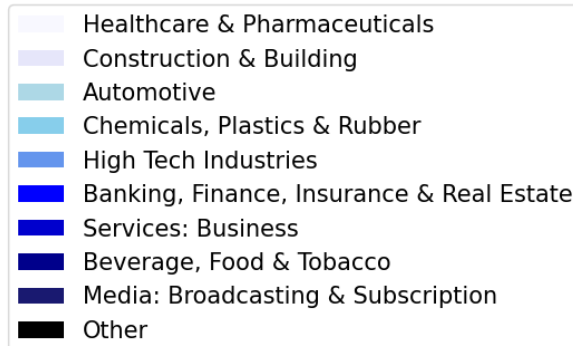 Healthcare & Pharmaceuticals
Construction & Building
Automotive
Chemicals, Plastics & Rubber
High Tech Industries
Banking, Finance, Insurance & Real Estate
Services: Business
Beverage, Food & Tobacco
Media: Broadcasting & Subscription
Other